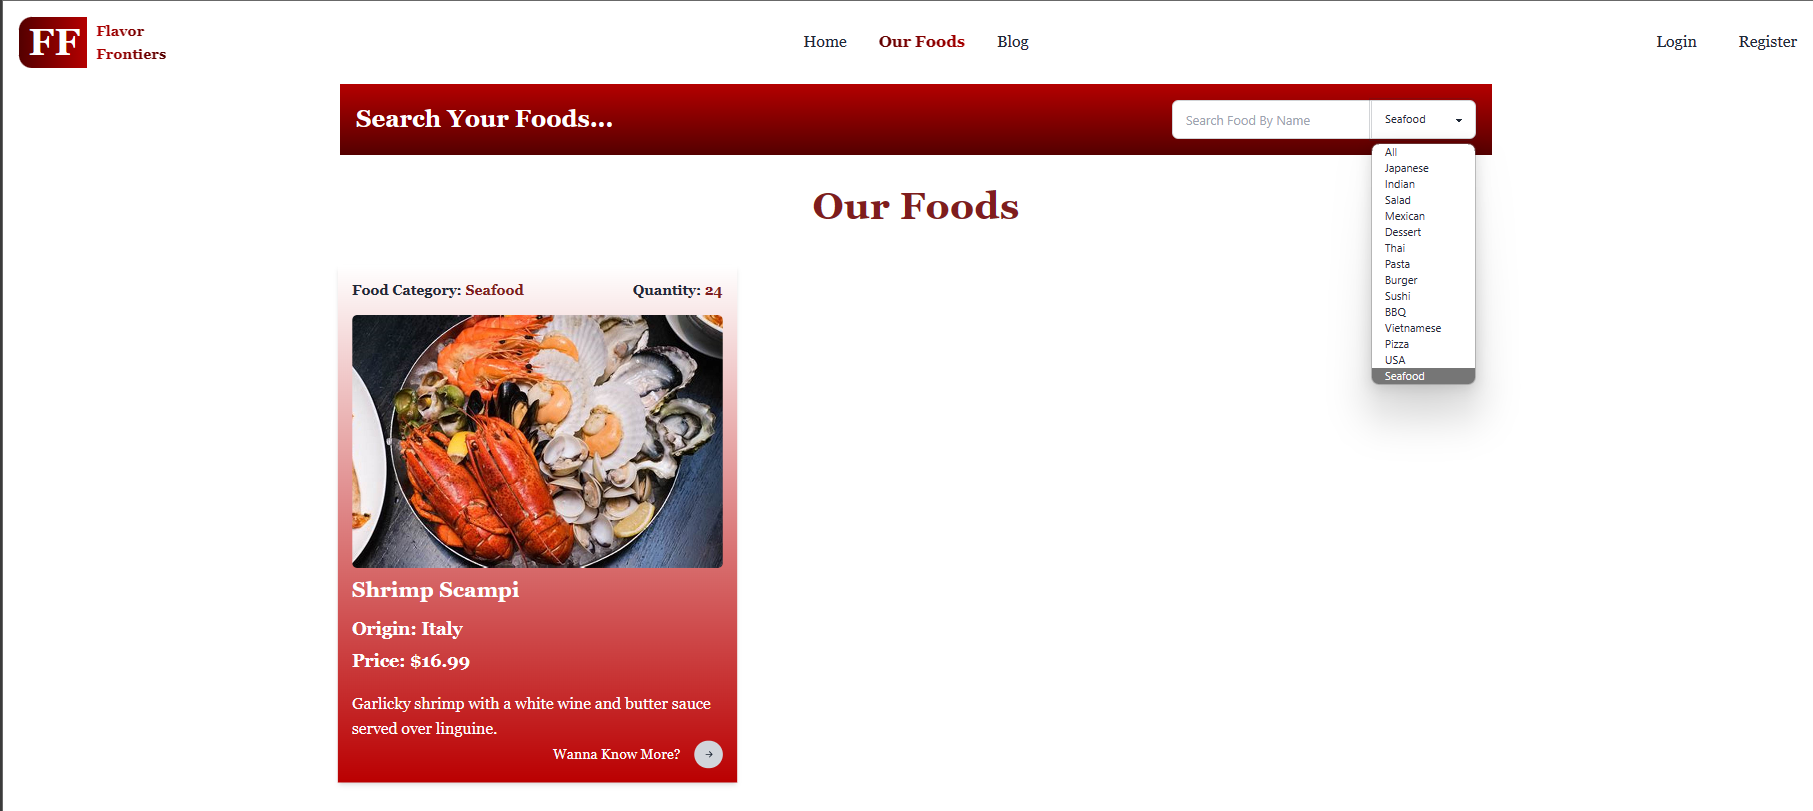 FF
Flavor
Frontiers
Home
Our Foods
Blog
Login
Register
Search Your Foods...
Search Food By Name
Seafood
All
Japanese
Indian
Salad
Mexican
Dessert
Thai
Pasta
Burger
Sushi
BBQ
Vietnamese
Pizza
USA
Seafood
Our Foods
Food Category: Seafood
Quantity: 24
Shrimp Scampi
Origin: Italy
Price: $16.99
Garlicky shrimp with a white wine and butter sauce
served over linguine.
Wanna Know More?